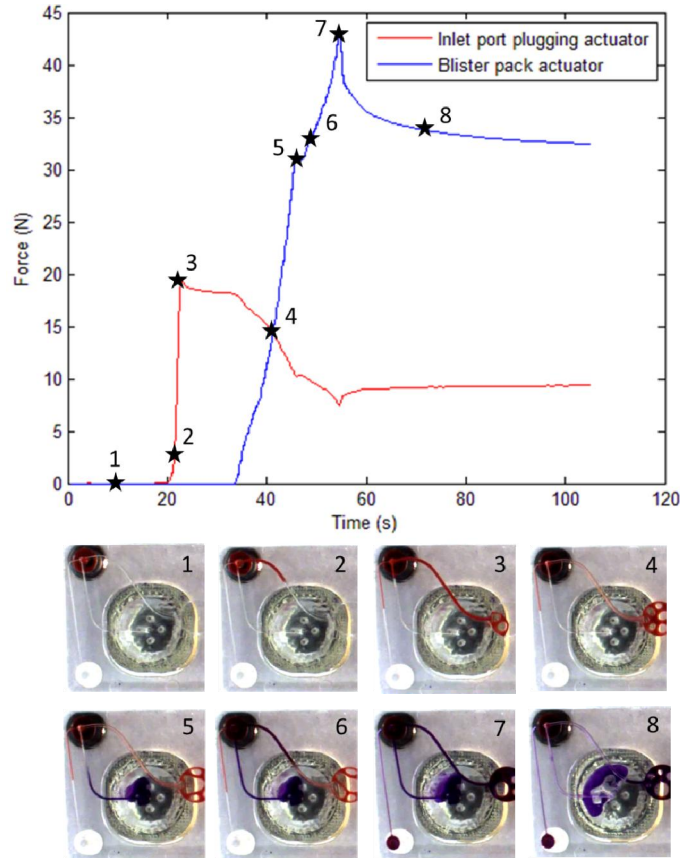 45
40
35
30
25
20
15
10
5
0
Force (N)
0 20 40 60 80 100 120
Time (s)
Inlet port plugging actuator
Blister pack actuator
1
2
3
4
5
6
7
8
1 2 3 4
5 6 7 8